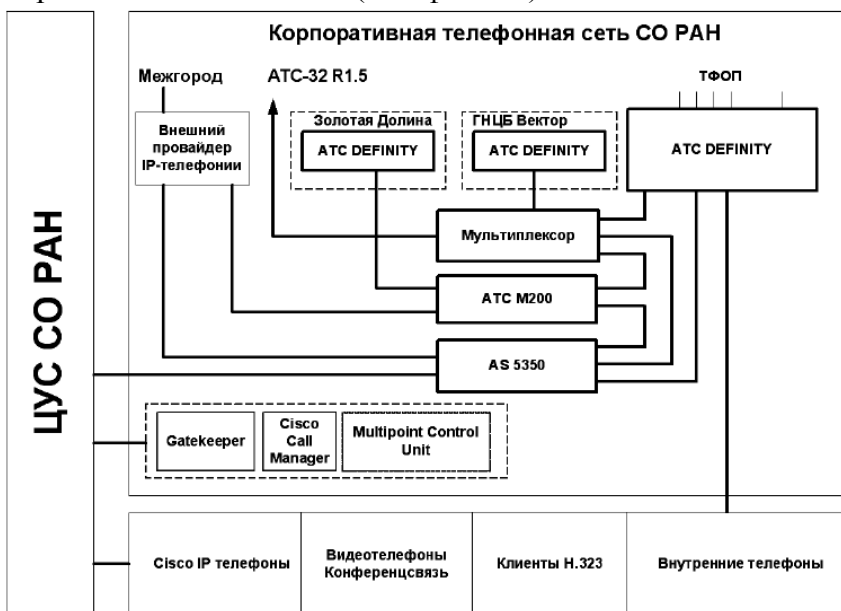 Корпоративная телефонная сеть СО РАН
Межгород
АТС-32 R1.5
ТФОП
Внешний
провайдер
IP-телефонии
Золотая Долина
АТС DEFINITY
ГНЦБ Вектор
АТС DEFINITY
АТС DEFINITY
Мультиплексор
АТС М200
AS 5350
ЦУС СО РАН
Gatekeeper
Cisco
Call
Manager
Multipoint Control
Unit
Cisco IP телефоны
Видеотелефоны
Конференцсвязь
Клиенты H.323
Внутренние телефоны